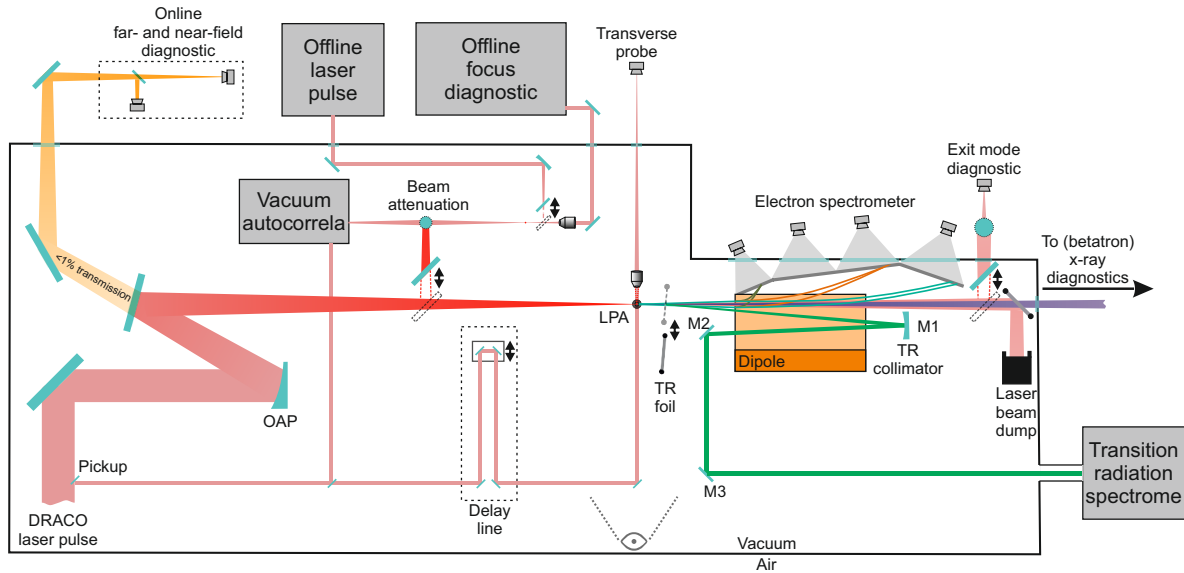 Online
far- and near-field
diagnostic
Offline
laser
pulse
Offline
focus
diagnostic
Transverse
probe
Exit mode
diagnostic
Vacuum
autocorrela
Beam
attenuation
Electron spectrometer
To (betatron)
x-ray
diagnostics
<1% transmission
LPA
M2
M1
TR
collimator
Dipole
TR
foil
Laser
beam
dump
OAP
Pickup
DRACO
laser pulse
Delay
line
M3
Transition
radiation
spectrome
Vacuum
Air